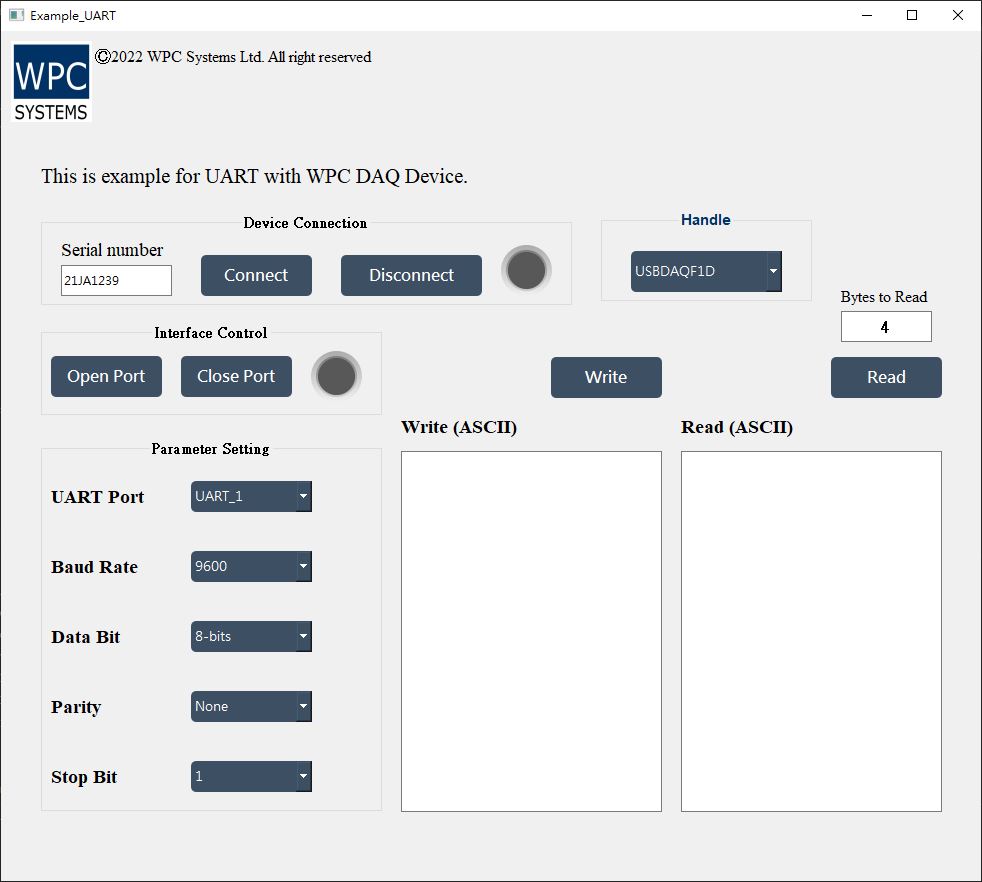 Example_UART
WPC
SYSTEMS
©2022 WPC Systems Ltd. All right reserved
This is example for UART with WPC DAQ Device.
Device Connection
Serial number
21JA1239
Connect
Disconnect
Handle
USBDAQF1D
Bytes to Read
4
Interface Control
Open Port
Close Port
Write
Read
Write (ASCII)
Read (ASCII)
Parameter Setting
UART Port
UART_1
Baud Rate
9600
Data Bit
8-bits
Parity
None
Stop Bit
1